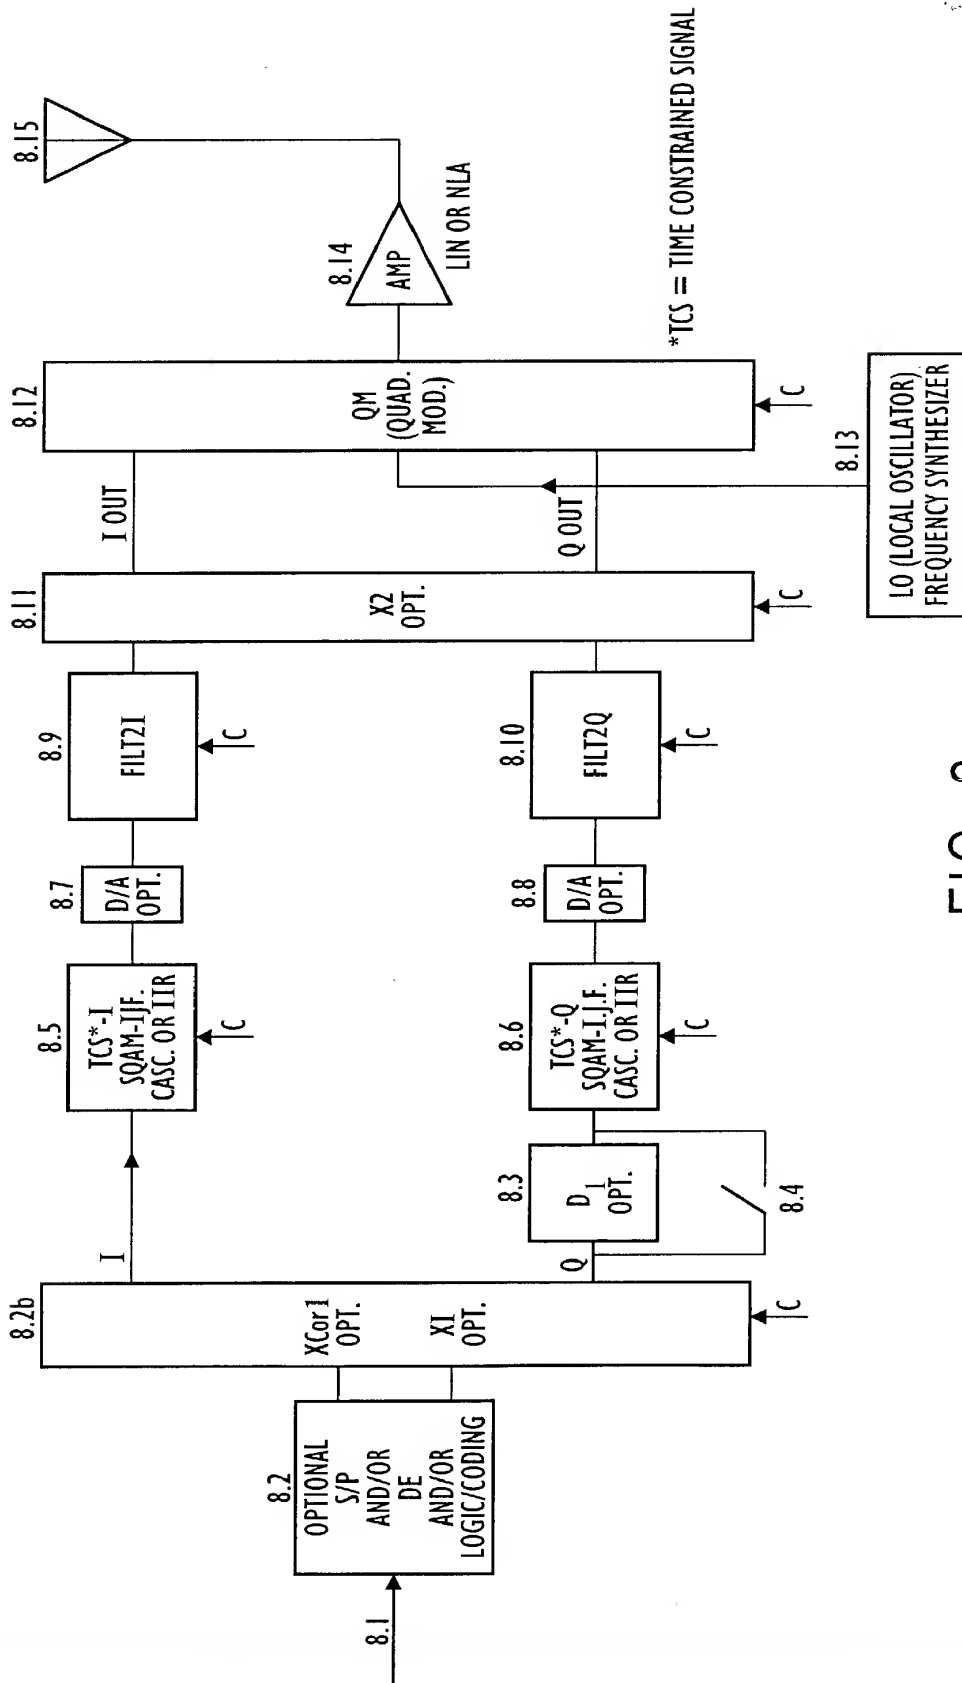 8.1
8.2
OPTIONAL
S/P
AND/OR
DE
AND/OR
LOGIC/CODING
8.2b
XCor1
OPT.
X1
OPT.
C
I
Q
8.3
D1
OPT.
8.4
8.5
TCS*-I
SQAM-IJF.
CASC. OR IIR
C
8.6
TCS*-Q
SQAM-I.J.F.
CASC. OR IIR
C
8.7
D/A
OPT.
8.8
D/A
OPT.
8.9
FILT2I
C
8.10
FILT2Q
C
8.11
X2
OPT.
C
I OUT
Q OUT
8.12
QM
(QUAD.
MOD.)
C
8.13
LO (LOCAL OSCILLATOR)
FREQUENCY SYNTHESIZER
8.14
AMP
LIN OR NLA
8.15
*TCS = TIME CONSTRAINED SIGNAL